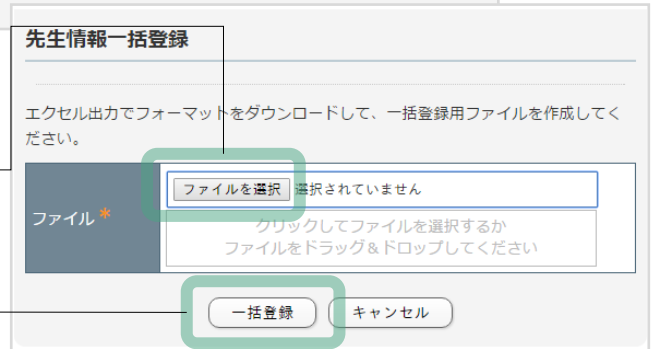 先生情報一括登録
エクセル出力でフォーマットをダウンロードして、一括登録用ファイルを作成してく
ださい。
ファイル *
ファイルを選択 選択されていません
クリックしてファイルを選択するか
ファイルをドラッグ＆ドロップしてください
一括登録 キャンセル